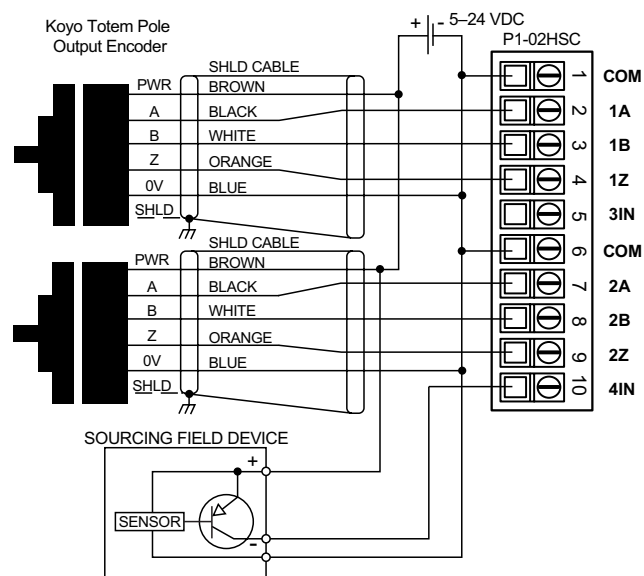 Koyo Totem Pole
Output Encoder
+ - 5–24 VDC
P1-02HSC
SHLD CABLE
PWR BROWN
A BLACK
B WHITE
Z ORANGE
0V BLUE
SHLD
SHLD CABLE
PWR BROWN
A BLACK
B WHITE
Z ORANGE
0V BLUE
SHLD
1 COM
2 1A
3 1B
4 1Z
5 3IN
6 COM
7 2A
8 2B
9 2Z
10 4IN
SOURCING FIELD DEVICE
+
SENSOR
-